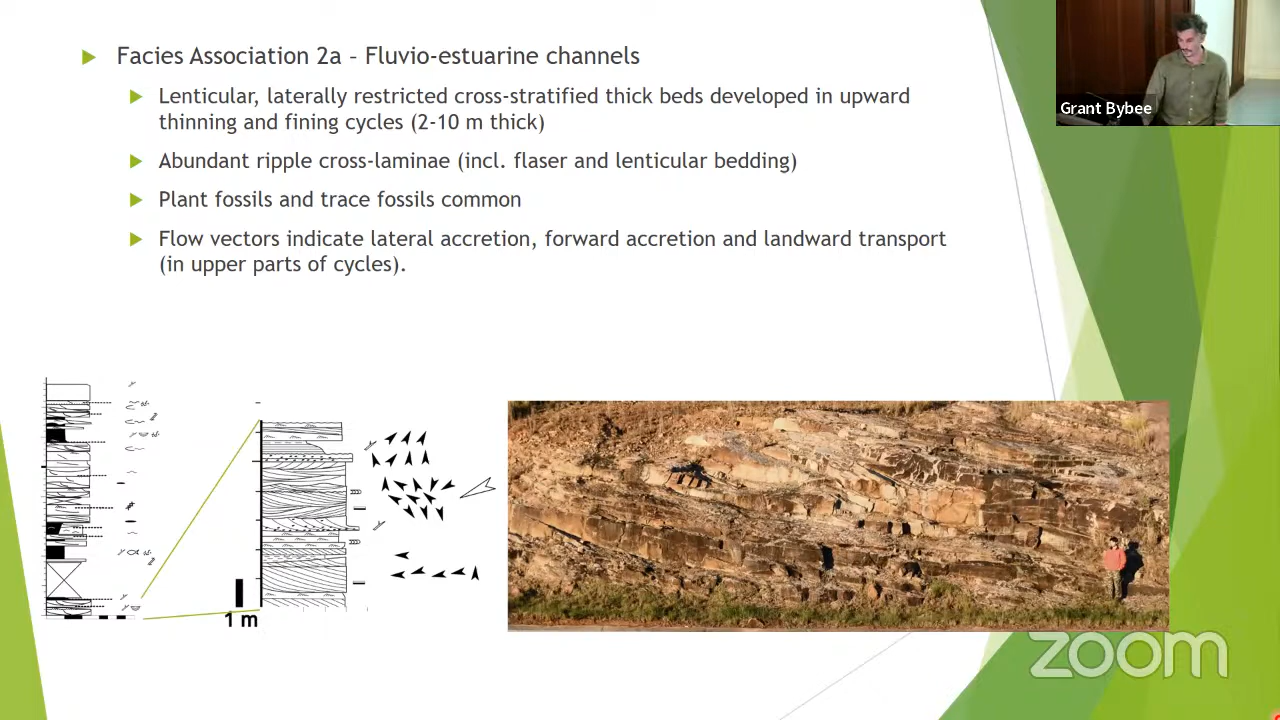 Facies Association 2a – Fluvio-estuarine channels
Lenticular, laterally restricted cross-stratified thick beds developed in upward
thinning and fining cycles (2-10 m thick)
Abundant ripple cross-laminae (incl. flaser and lenticular bedding)
Plant fossils and trace fossils common
Flow vectors indicate lateral accretion, forward accretion and landward transport
(in upper parts of cycles).
Grant Bybee
1 m
zoom